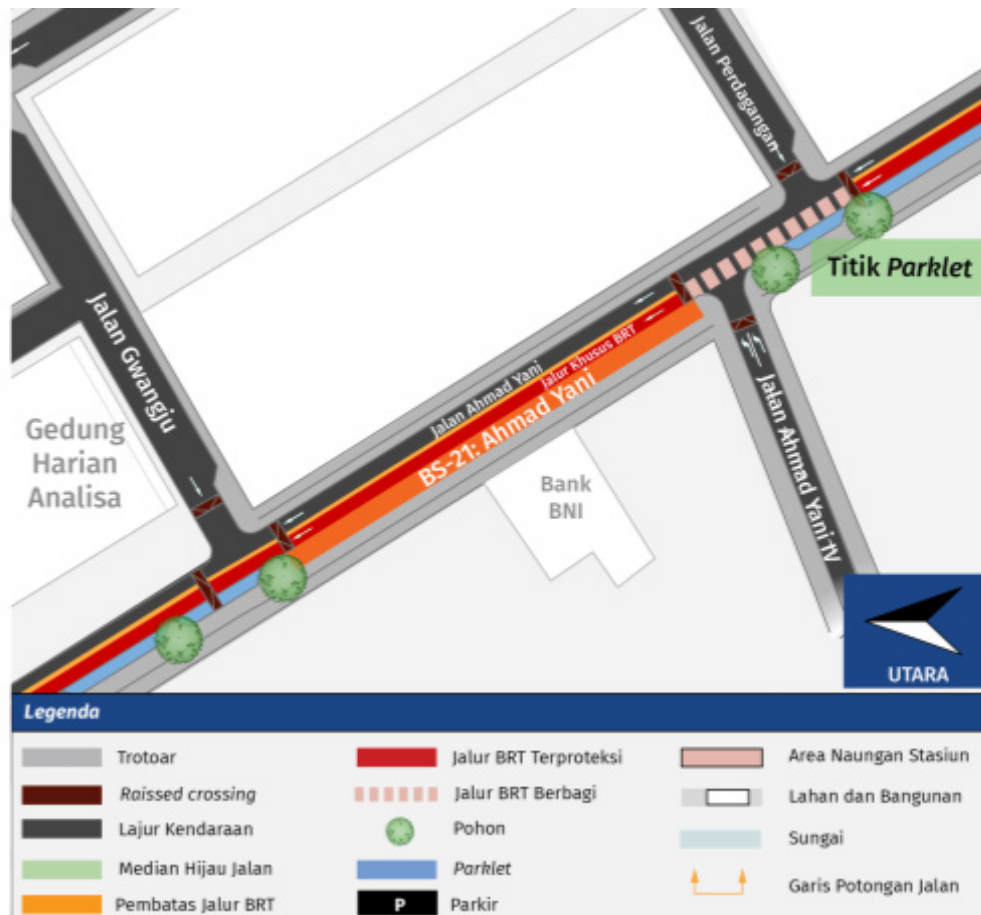 Jalan Perdagangan
Titik Parklet
Jalan Gwangju
Jalan Ahmad Yani
Jalur Khusus BRT
BS-21: Ahmad Yani
Jalan Ahmad Yani IV
Gedung
Harian
Analisa
Bank
BNI
UTARA
Legenda
Trotoar
Raissed crossing
Lajur Kendaraan
Median Hijau Jalan
Pembatas Jalur BRT
Jalur BRT Terproteksi
Jalur BRT Berbagi
Pohon
Parklet
P Parkir
Area Naungan Stasiun
Lahan dan Bangunan
Sungai
Garis Potongan Jalan